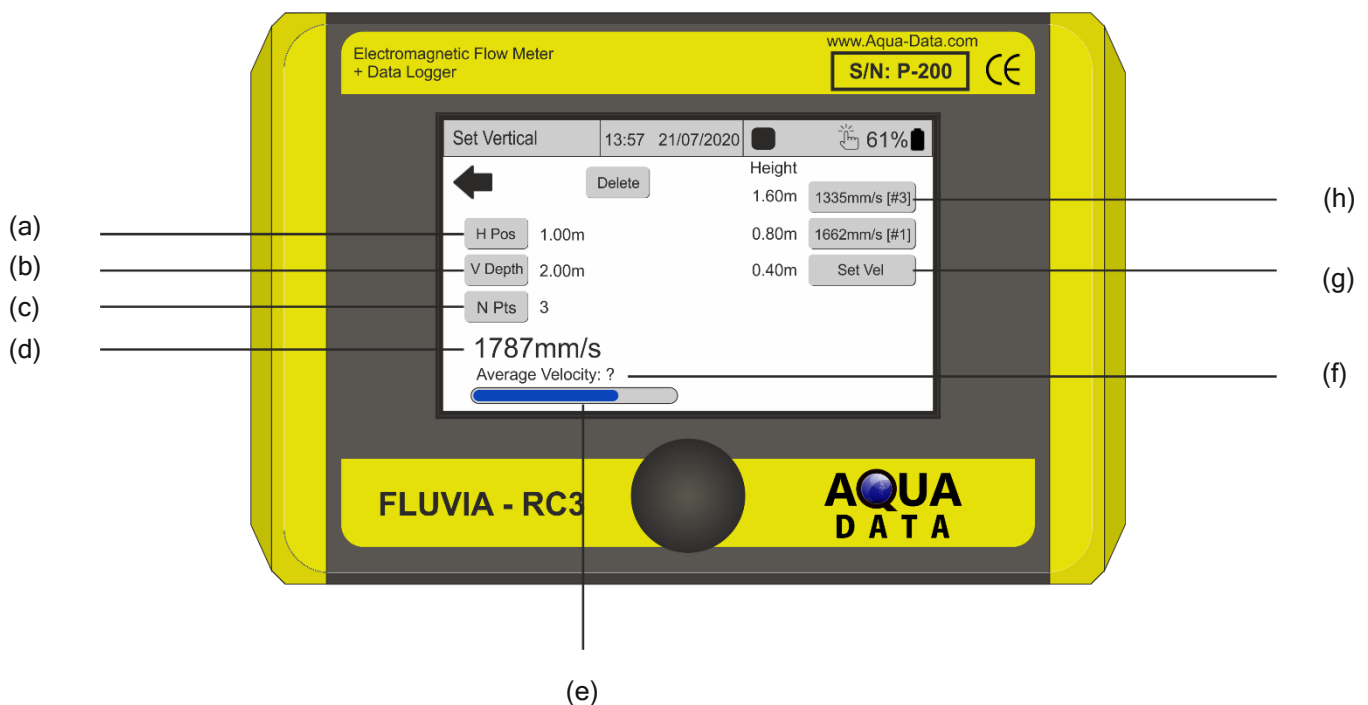 Electromagnetic Flow Meter
+ Data Logger
www.Aqua-Data.com
S/N: P-200
CE
Set Vertical
13:57 21/07/2020
61%
Delete
Height
1.60m 1335mm/s [#3]
(h)
(a)
H Pos 1.00m
0.80m 1662mm/s [#1]
(b)
V Depth 2.00m
0.40m Set Vel
(g)
(c)
N Pts 3
(d)
1787mm/s
Average Velocity: ?
(f)
FLUVIA - RC3
AQUA
DATA
(e)